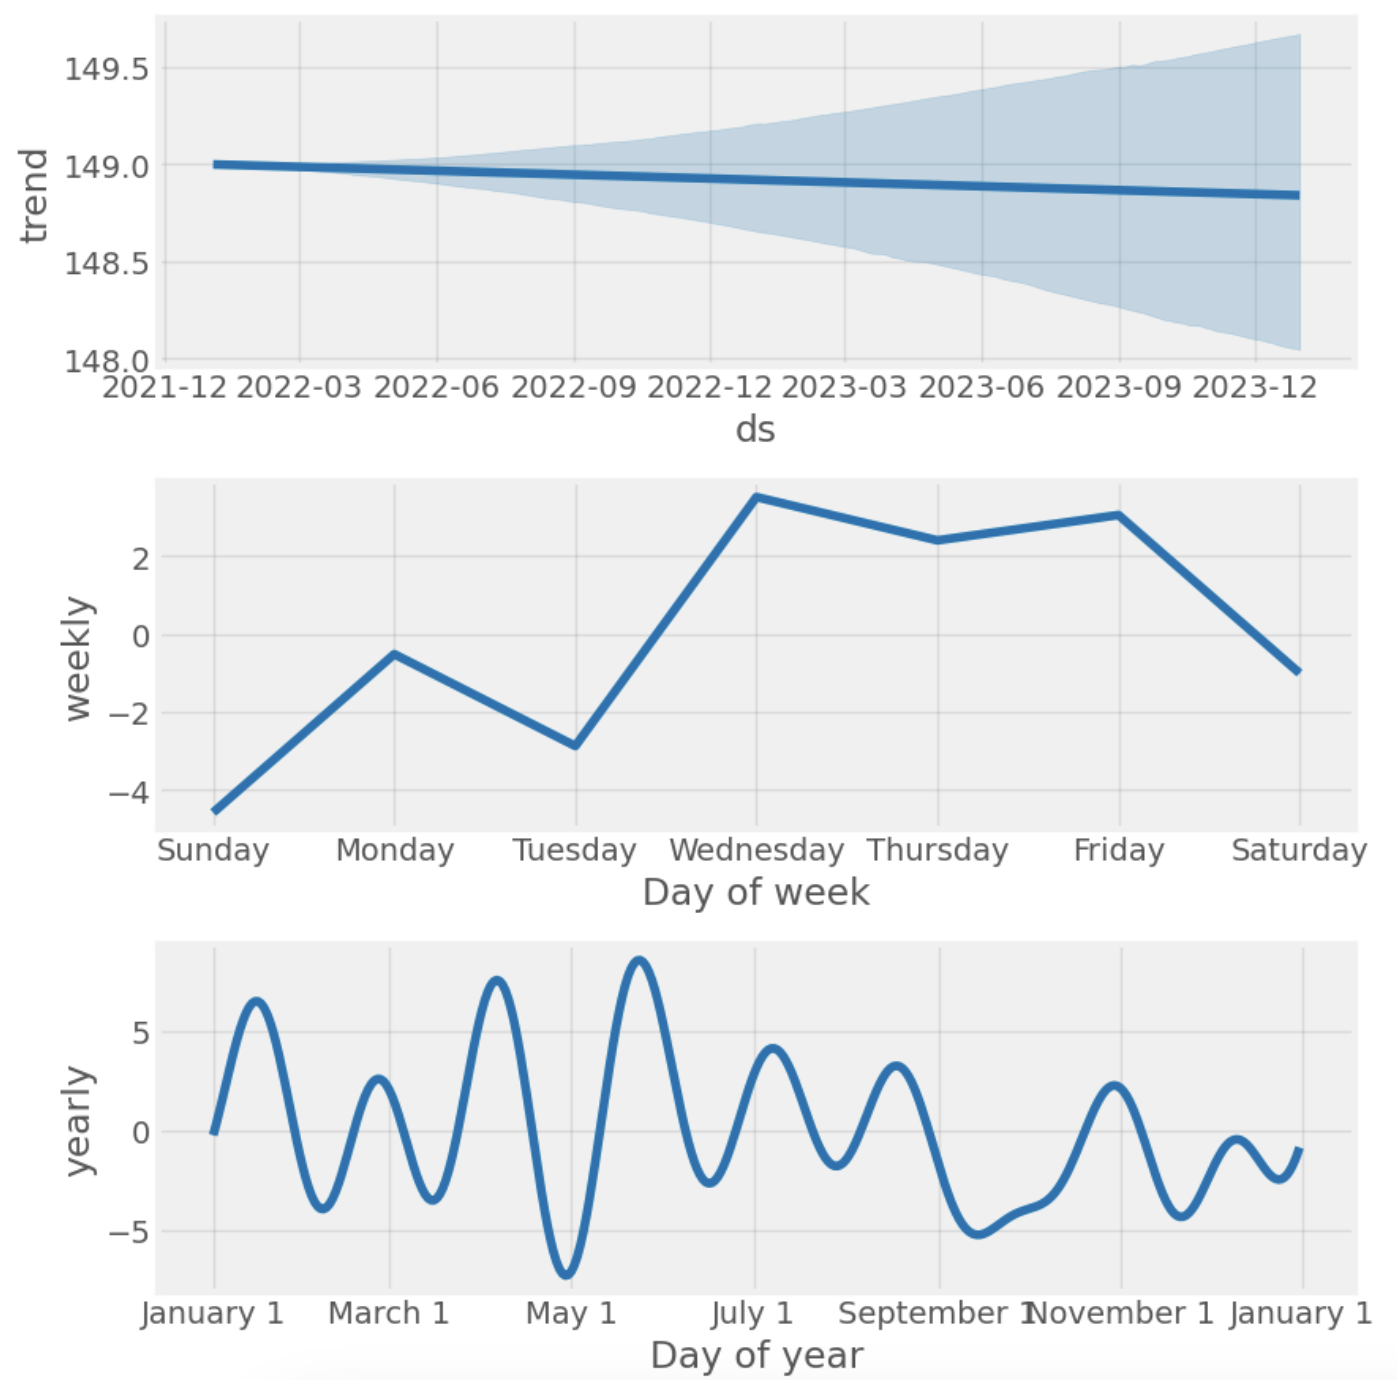 149.5
149.0
148.5
148.0
trend
2021-12 2022-03 2022-06 2022-09 2022-12 2023-03 2023-06 2023-09 2023-12
ds
2
0
−2
−4
weekly
Sunday Monday Tuesday Wednesday Thursday Friday Saturday
Day of week
5
0
−5
yearly
January 1 March 1 May 1 July 1 September 1 November 1 January 1
Day of year